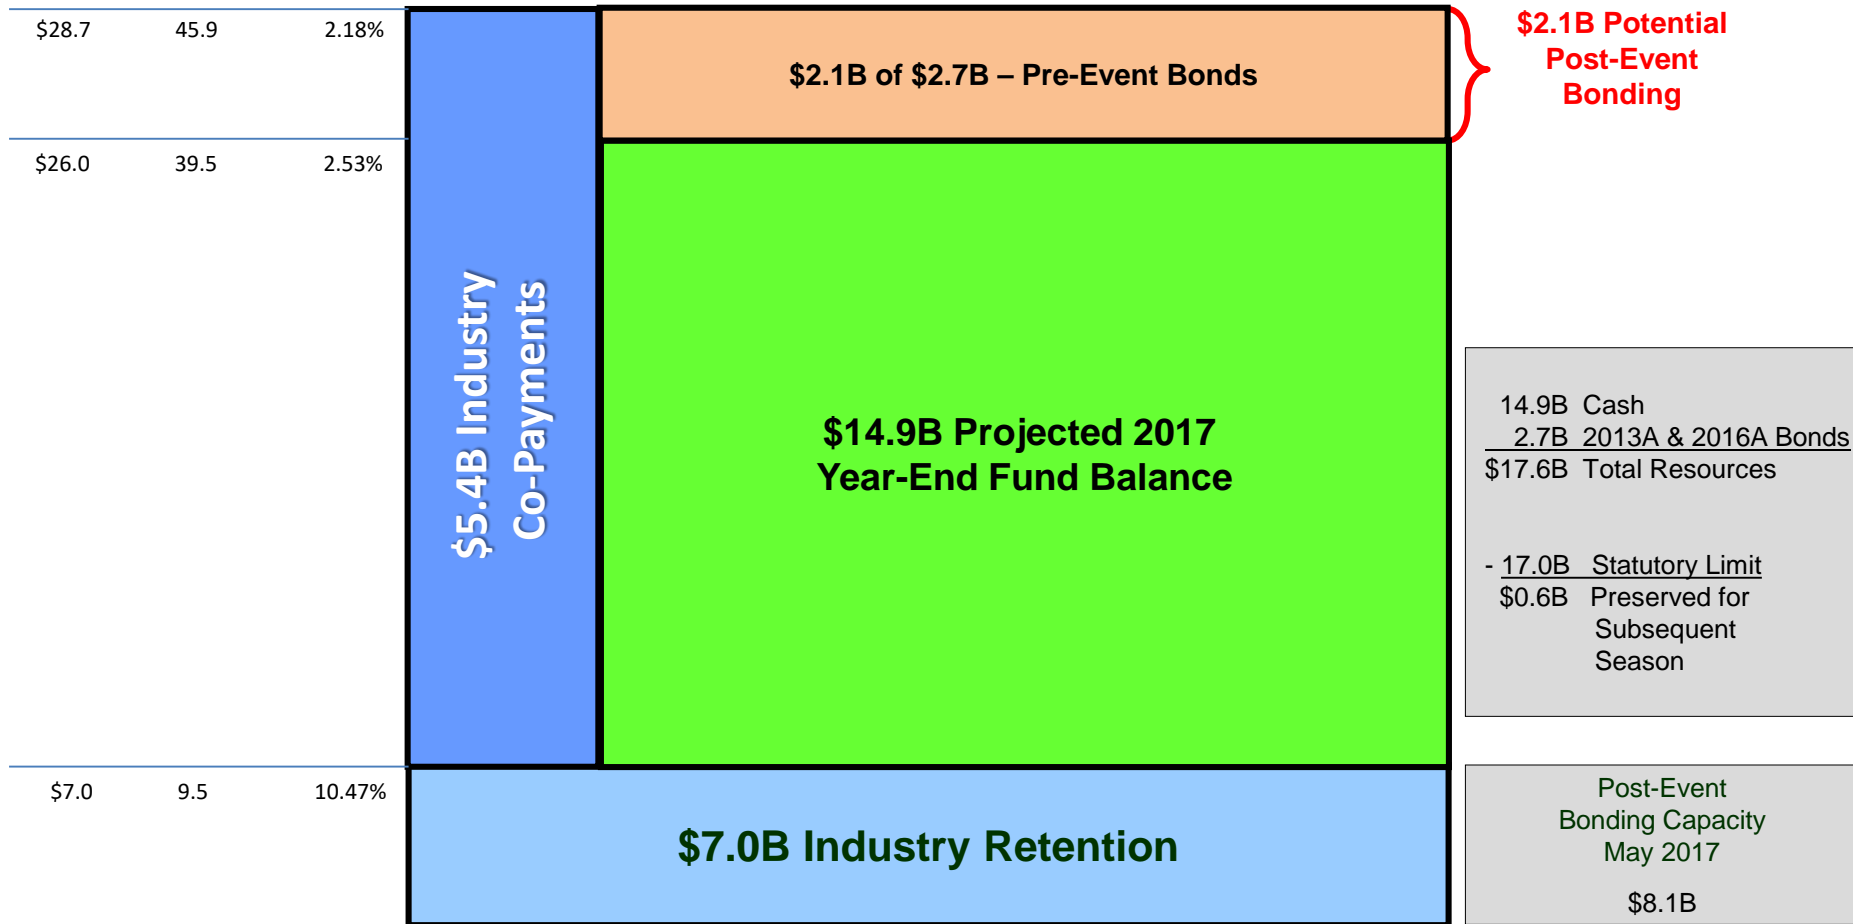 $28.7 45.9 2.18%
$2.1B of $2.7B – Pre-Event Bonds
$2.1B Potential
Post-Event
Bonding
$26.0 39.5 2.53%
$5.4B Industry
Co-Payments
$14.9B Projected 2017
Year-End Fund Balance
14.9B Cash
2.7B 2013A & 2016A Bonds
$17.6B Total Resources
- 17.0B Statutory Limit
$0.6B Preserved for
Subsequent
Season
$7.0 9.5 10.47%
$7.0B Industry Retention
Post-Event
Bonding Capacity
May 2017
$8.1B